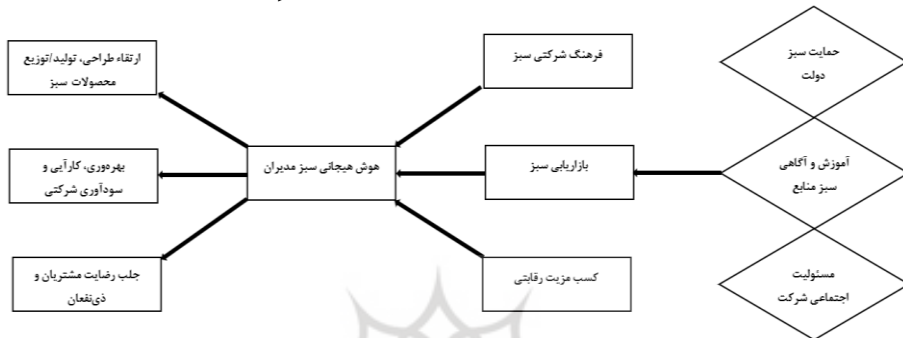 حمایت سبز
دولت
آموزش و آگاهی
سبز منابع
مسئولیت
اجتماعی شرکت
فرهنگ شرکتی سبز
بازاریابی سبز
کسب مزیت رقابتی
هوش هیجانی سبز مدیران
ارتقاء طراحی، تولید/توزیع
محصولات سبز
بهره‌وری، کارآیی و
سودآوری شرکتی
جلب رضایت مشتریان و
ذی‌نفعان